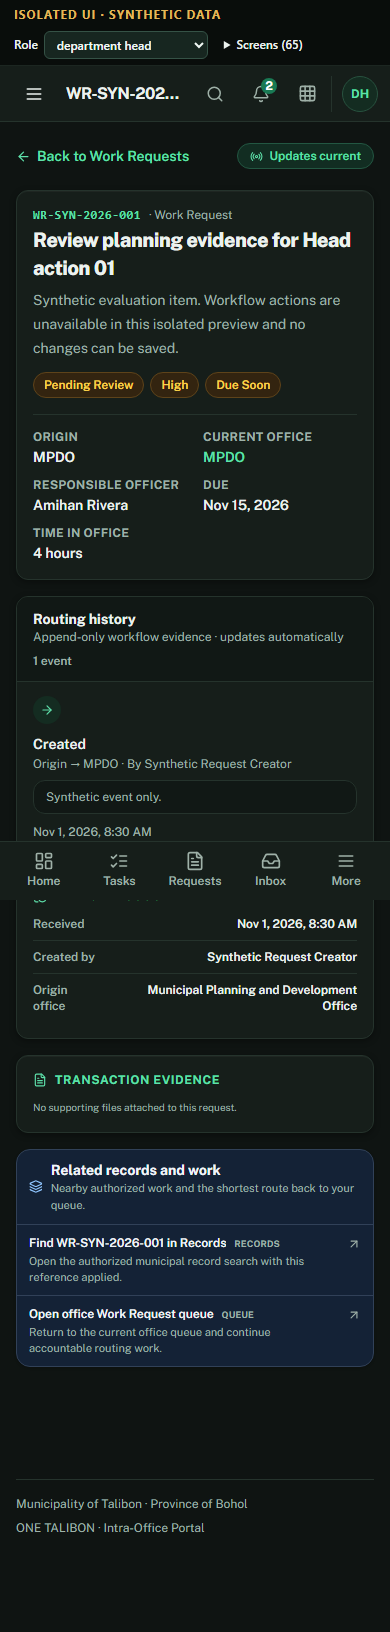 ISOLATED UI · SYNTHETIC DATA
Role department head Screens (65)
WR-SYN-202... 2 DH
Back to Work Requests Updates current
WR-SYN-2026-001 · Work Request
Review planning evidence for Head
action 01
Synthetic evaluation item. Workflow actions are
unavailable in this isolated preview and no
changes can be saved.
Pending Review High Due Soon
ORIGIN CURRENT OFFICE
MPDO MPDO
RESPONSIBLE OFFICER DUE
Amihan Rivera Nov 15, 2026
TIME IN OFFICE
4 hours
Routing history
Append-only workflow evidence · updates automatically
1 event
Created
Origin → MPDO · By Synthetic Request Creator
Synthetic event only.
Nov 1, 2026, 8:30 AM
Home Tasks Requests Inbox More
Received Nov 1, 2026, 8:30 AM
Created by Synthetic Request Creator
Origin Municipal Planning and Development
office Office
TRANSACTION EVIDENCE
No supporting files attached to this request.
Related records and work
Nearby authorized work and the shortest route back to your
queue.
Find WR-SYN-2026-001 in Records RECORDS
Open the authorized municipal record search with this
reference applied.
Open office Work Request queue QUEUE
Return to the current office queue and continue
accountable routing work.
Municipality of Talibon · Province of Bohol
ONE TALIBON · Intra-Office Portal